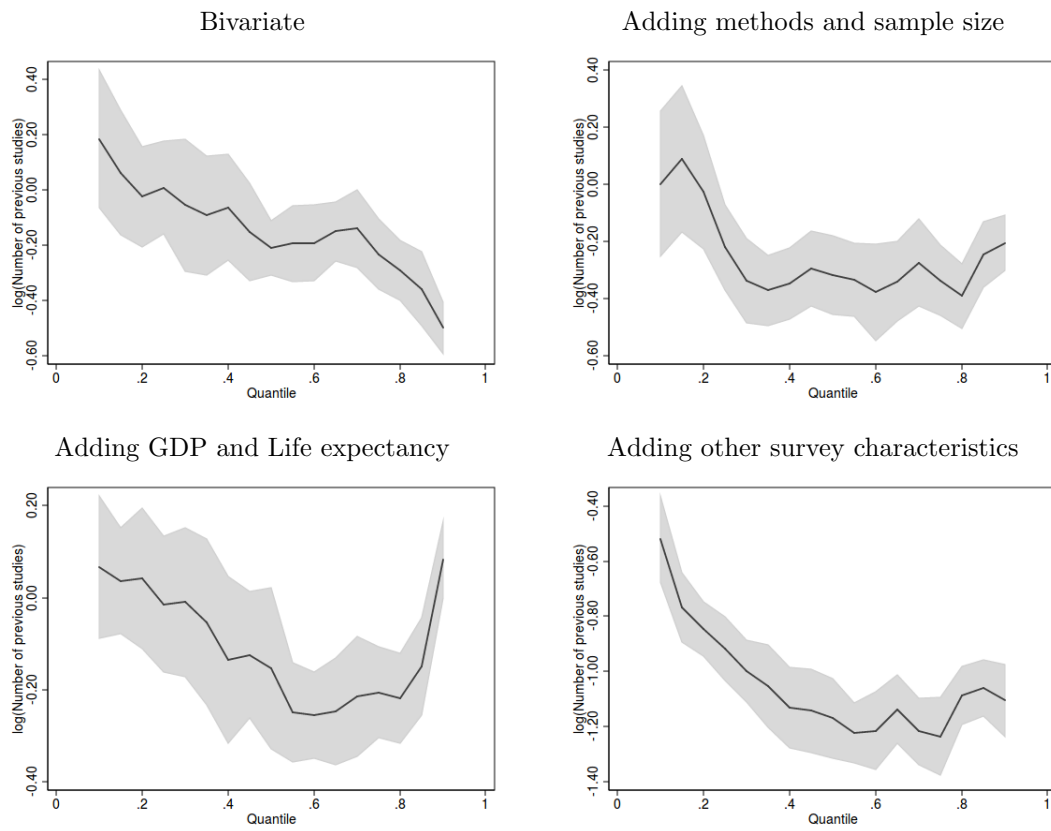 Bivariate
log(Number of previous studies)
0.40
0.20
0.00
-0.20
-0.40
-0.60
0 .2 .4 .6 .8 1
Quantile
Adding methods and sample size
log(Number of previous studies)
0.40
0.20
0.00
-0.20
-0.40
-0.60
0 .2 .4 .6 .8 1
Quantile
Adding GDP and Life expectancy
log(Number of previous studies)
0.20
0.00
-0.20
-0.40
0 .2 .4 .6 .8 1
Quantile
Adding other survey characteristics
log(Number of previous studies)
-0.40
-0.60
-0.80
-1.00
-1.20
-1.40
0 .2 .4 .6 .8 1
Quantile